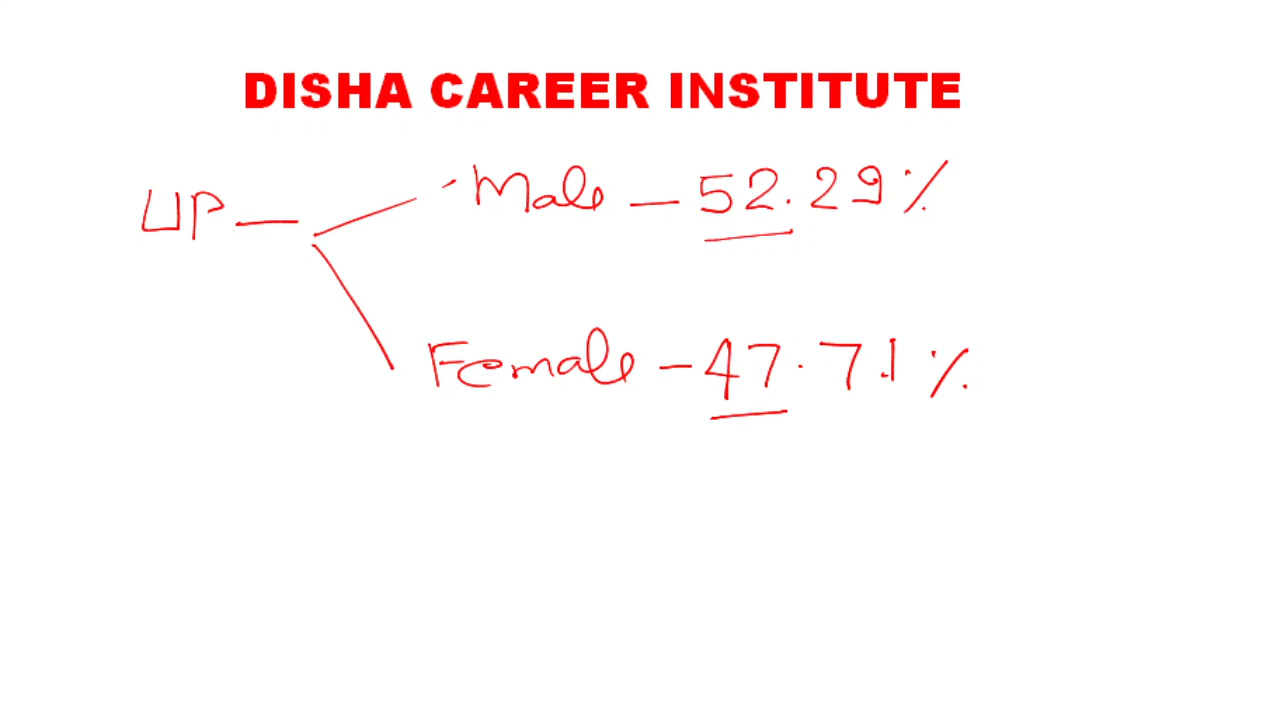 DISHA CAREER INSTITUTE
UP — Male — 52.29%
Female — 47.71%